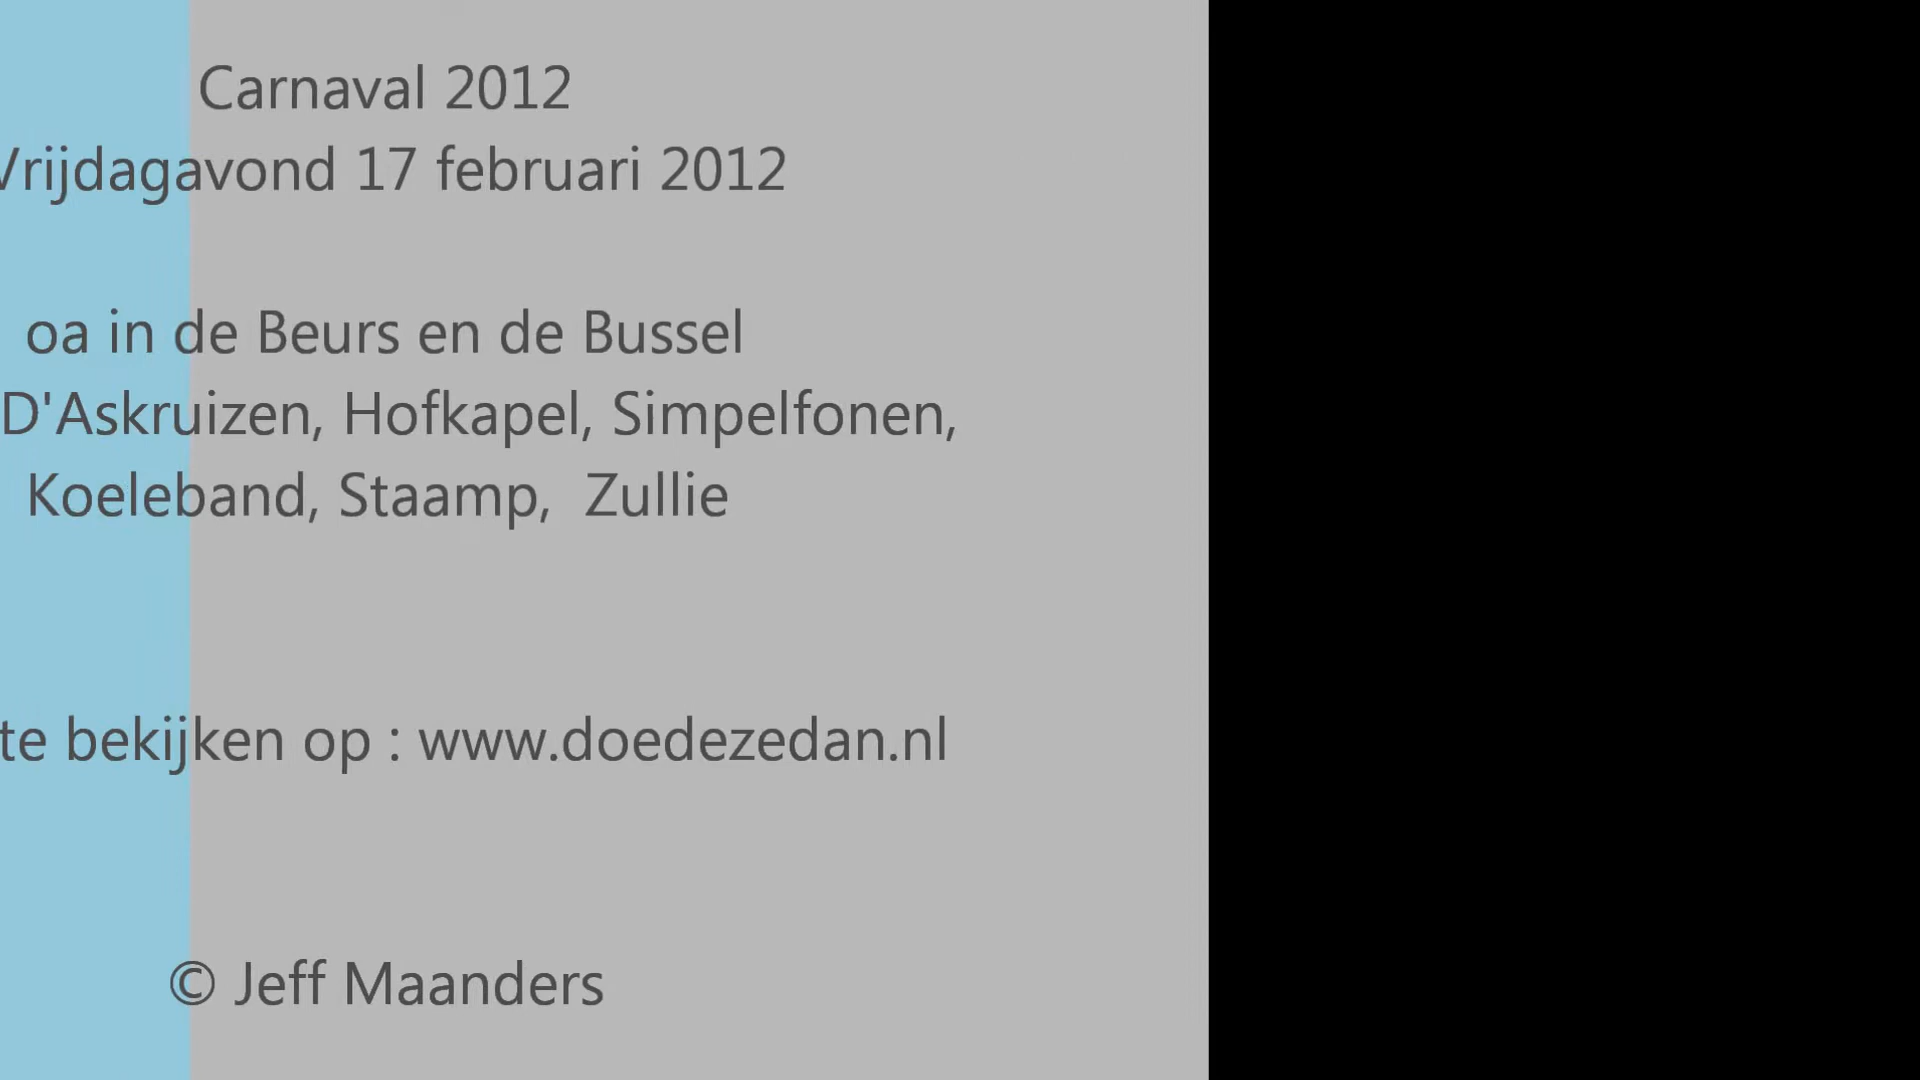 Carnaval 2012
Vrijdagavond 17 februari 2012
oa in de Beurs en de Bussel
D'Askruizen, Hofkapel, Simpelfonen,
Koeleband, Staamp, Zullie
te bekijken op : www.doedezedan.nl
© Jeff Maanders